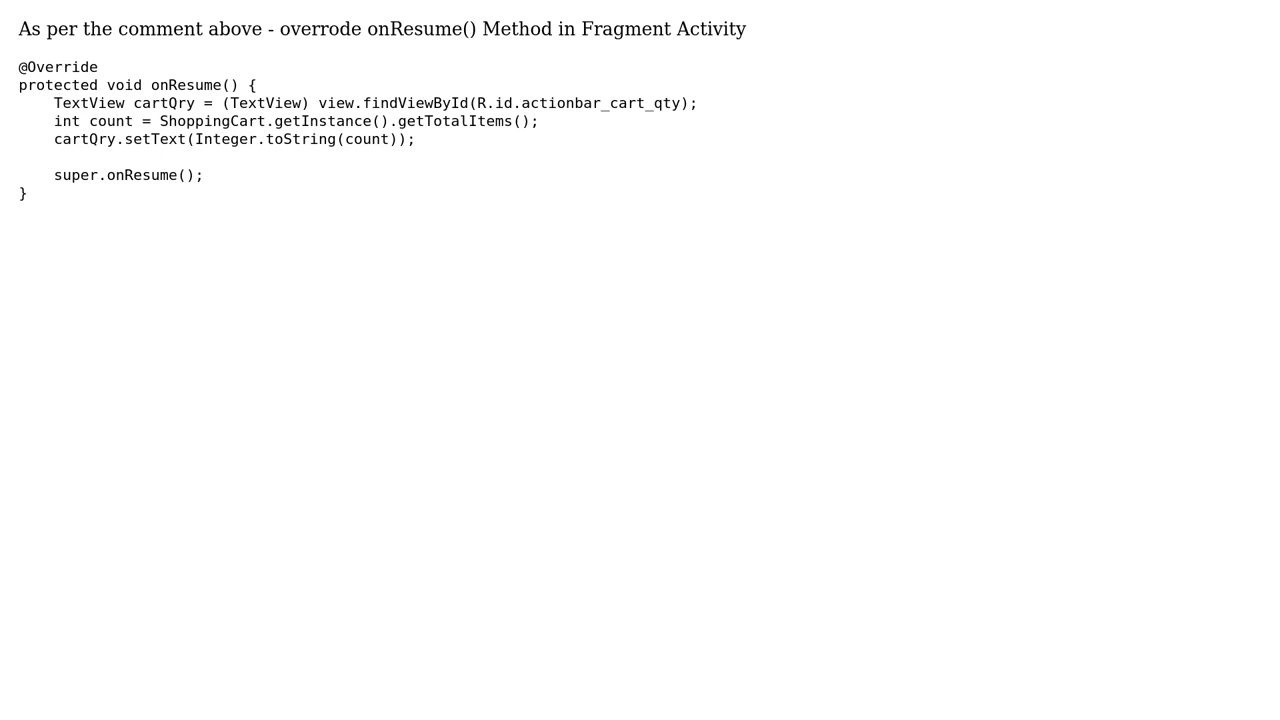 As per the comment above - overrode onResume() Method in Fragment Activity
@Override
protected void onResume() {
    TextView cartQry = (TextView) view.findViewById(R.id.actionbar_cart_qty);
    int count = ShoppingCart.getInstance().getTotalItems();
    cartQry.setText(Integer.toString(count));

    super.onResume();
}